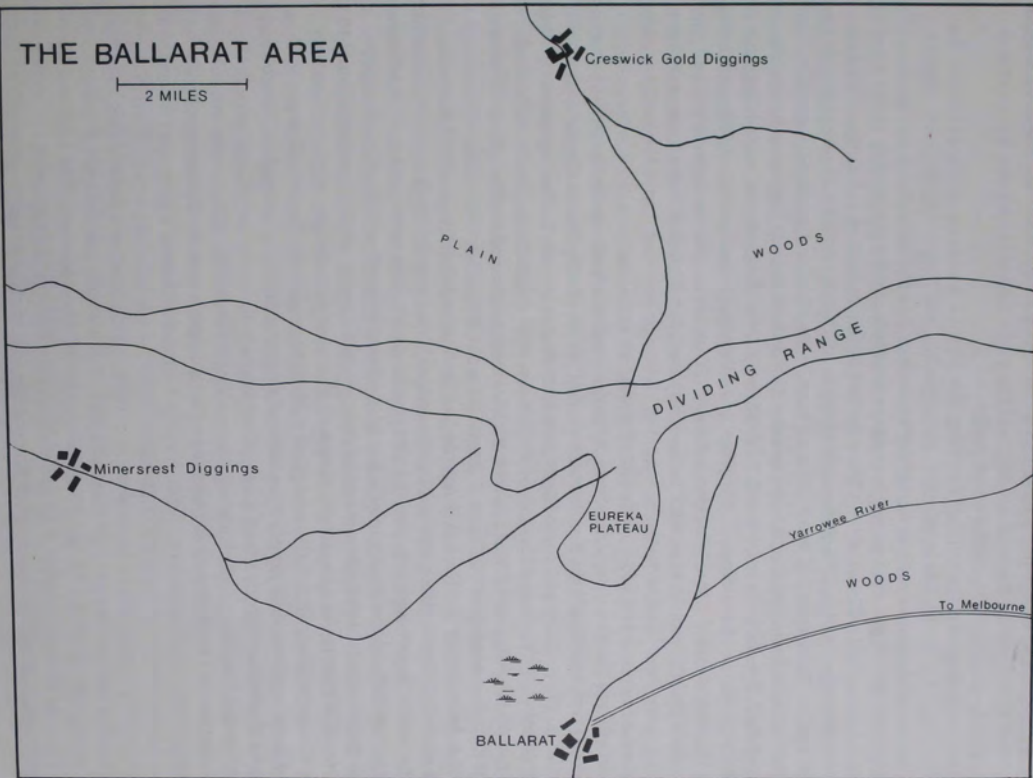 THE BALLARAT AREA
2 MILES
Creswick Gold Diggings
PLAIN
WOODS
DIVIDING RANGE
Minersrest Diggings
EUREKA
PLATEAU
Yarrowee River
WOODS
To Melbourne
BALLARAT